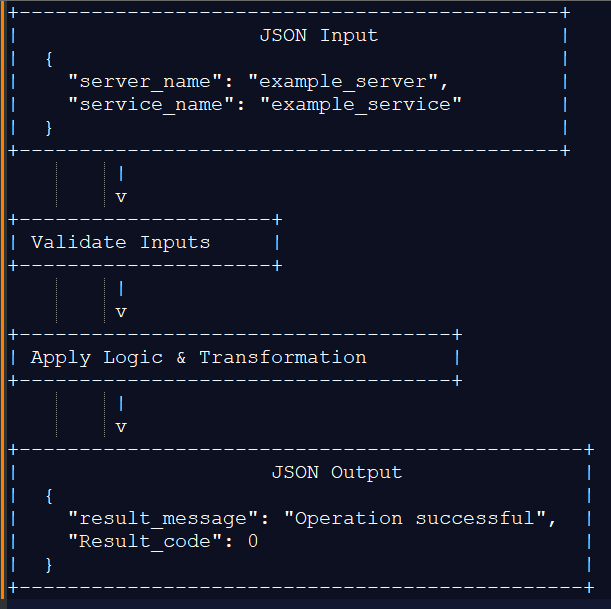 +---------------------------------------------+
|                    JSON Input               |
|  {                                          |
|    "server_name": "example_server",         |
|    "service_name": "example_service"        |
|  }                                          |
+---------------------------------------------+
         |
         v
+---------------------+
| Validate Inputs     |
+---------------------+
         |
         v
+------------------------------------+
| Apply Logic & Transformation       |
+------------------------------------+
         |
         v
+-----------------------------------------------+
|                     JSON Output               |
|  {                                            |
|    "result_message": "Operation successful",  |
|    "Result_code": 0                           |
|  }                                            |
+-----------------------------------------------+